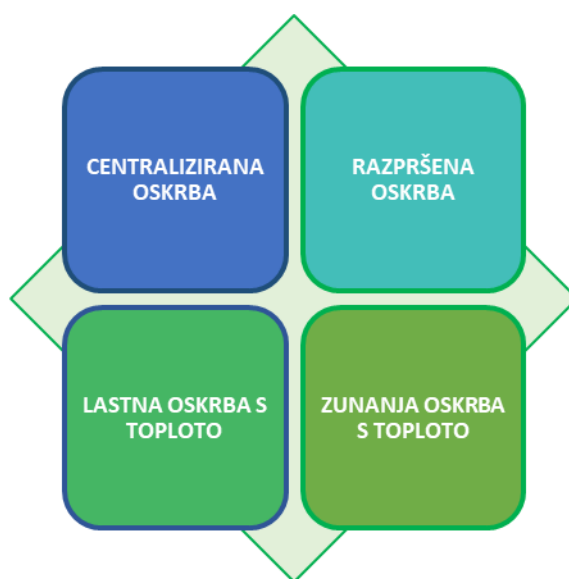 CENTRALIZIRANA
OSKRBA
RAZPRŠENA
OSKRBA
LASTNA OSKRBA S
TOPLOTO
ZUNANJA OSKRBA
S TOPLOTO